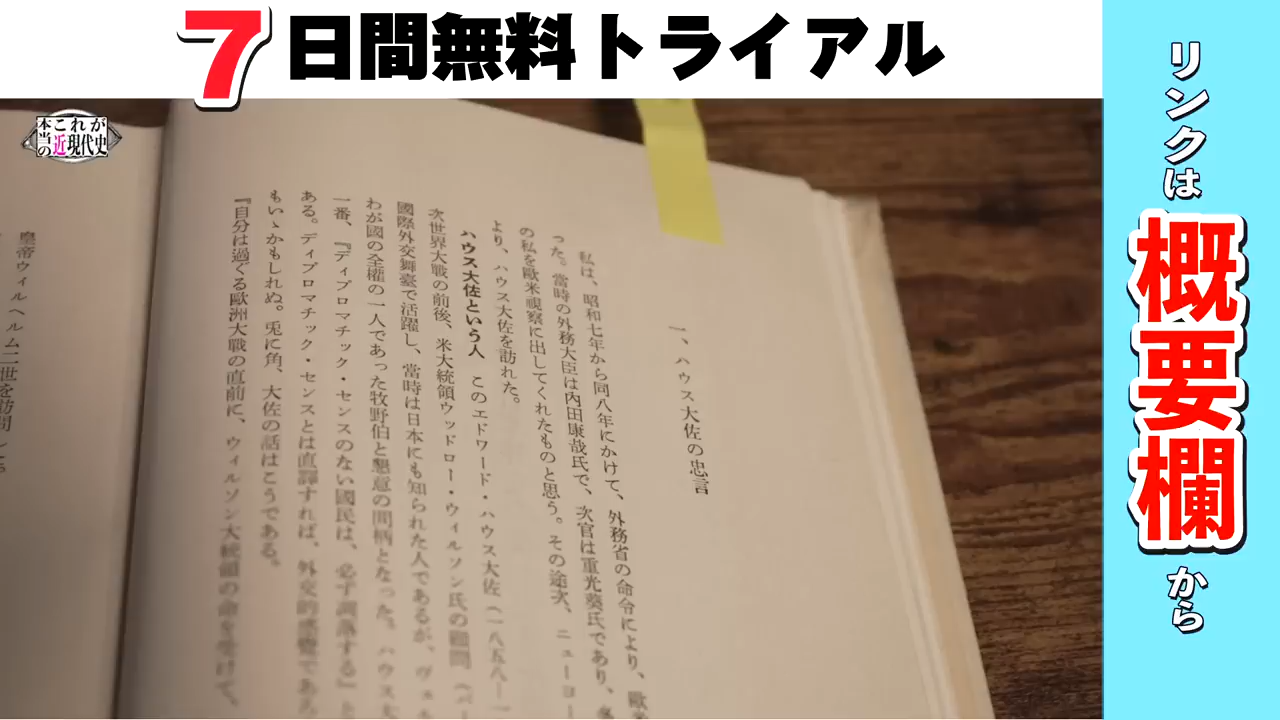 7日間無料トライアル
リンクは
概要欄
から
これが
本当の近現代史
一、ハウス大佐の忠言
私は、昭和七年から同八年にかけて、外務省の命令により、歐
った。當時の外務大臣は内田康哉氏で、次官は重光葵氏であり、
の私を歐米視察に出してくれたものと思う。その途次、ニューヨー
より、ハウス大佐を訪れた。
ハウス大佐という人　このエドワード・ハウス大佐（一八五八―
次世界大戰の前後、米大統領ウッドロー・ウィルソン氏の顧問
國際外交舞臺で活躍し、當時は日本にも知られた人であるが、ヴェル
わが國の全權の一人であった牧野伯と懇意の間柄となった。ハウス大
一番、『ディプロマチック・センスのない國民は、必ず凋落する』と
ある。ディプロマチック・センスとは直譯すれば、外交的感覺であ
もいゝかもしれぬ。兎に角、大佐の話はこうである。
『自分は過ぐる歐洲大戰の直前に、ウィルソン大統領の命を受けて、
皇帝ウィルヘルム二世を訪問し